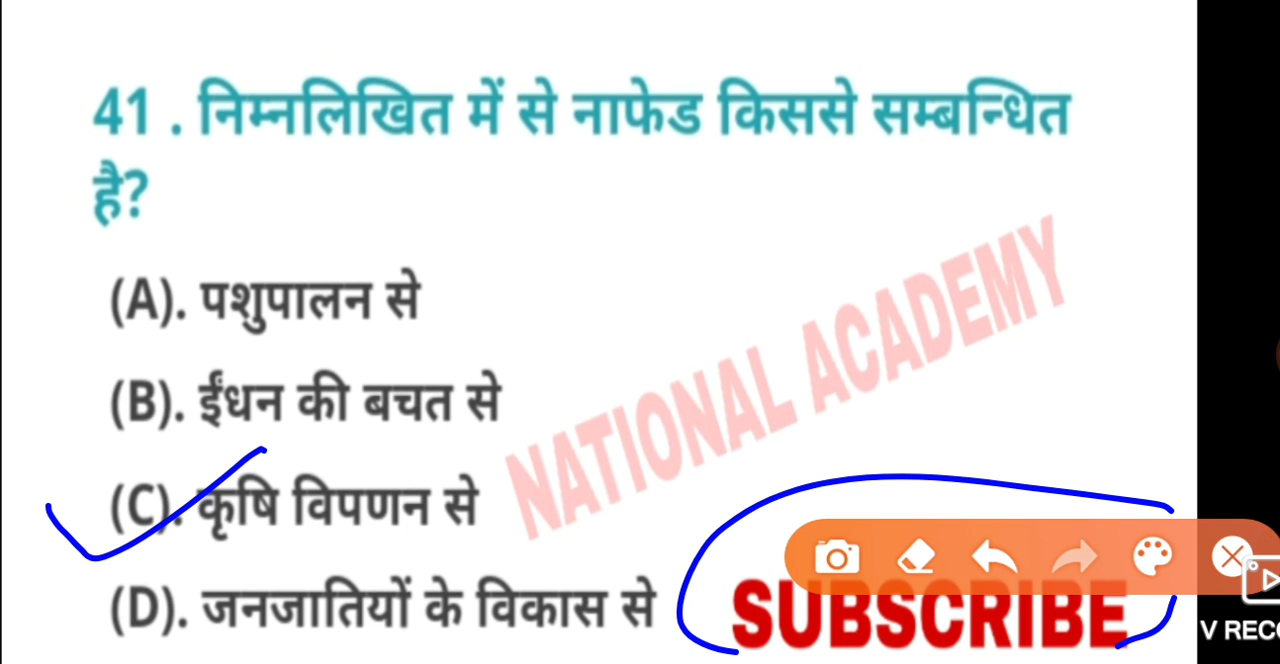 41 . निम्नलिखित में से नाफेड किससे सम्बन्धित
है?
(A). पशुपालन से
(B). ईंधन की बचत से
(C). कृषि विपणन से
(D). जनजातियों के विकास से
NATIONAL ACADEMY
SUBSCRIBE
V REC